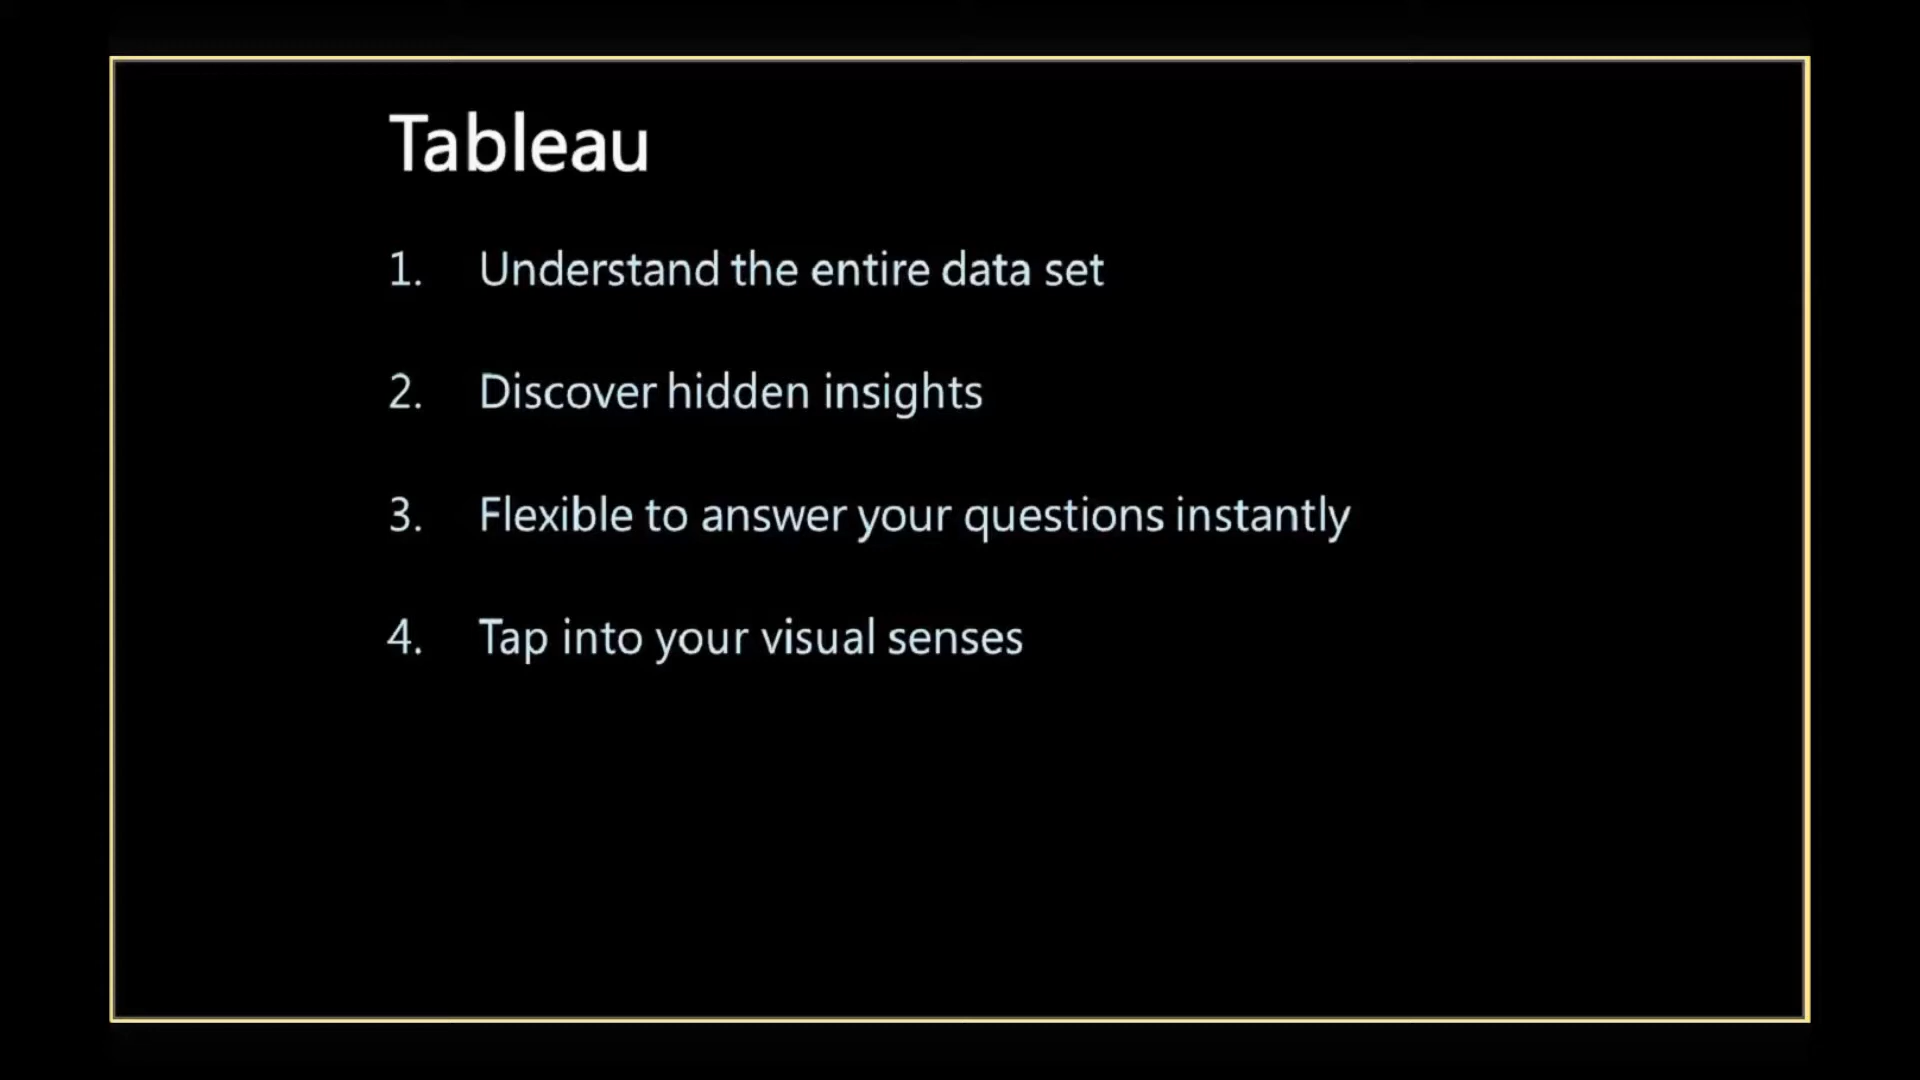 Tableau
1. Understand the entire data set
2. Discover hidden insights
3. Flexible to answer your questions instantly
4. Tap into your visual senses